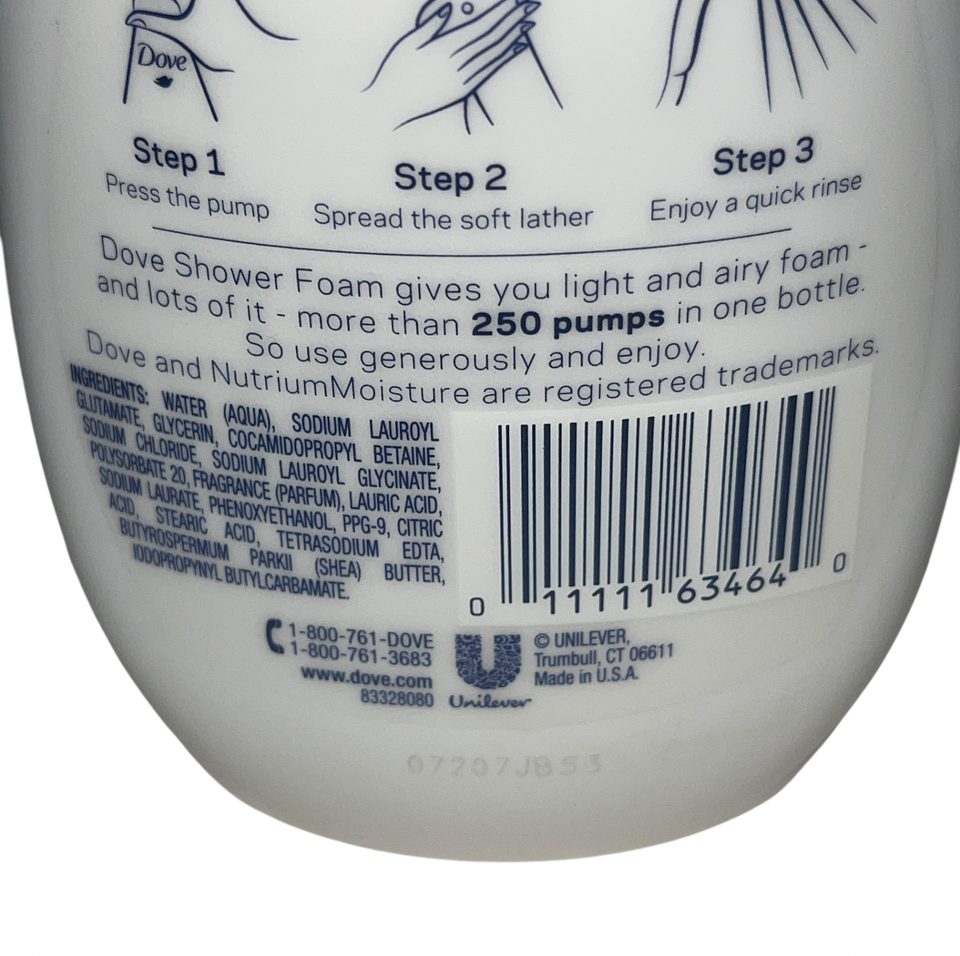 Dove
Step 1
Press the pump
Step 2
Spread the soft lather
Step 3
Enjoy a quick rinse
Dove Shower Foam gives you light and airy foam -
and lots of it - more than 250 pumps in one bottle.
So use generously and enjoy.
Dove and NutriumMoisture are registered trademarks.
INGREDIENTS: WATER (AQUA), SODIUM LAUROYL
GLUTAMATE, GLYCERIN, COCAMIDOPROPYL BETAINE,
SODIUM CHLORIDE, SODIUM LAUROYL GLYCINATE,
POLYSORBATE 20, FRAGRANCE (PARFUM), LAURIC ACID,
SODIUM LAURATE, PHENOXYETHANOL, PPG-9, CITRIC
ACID, STEARIC ACID, TETRASODIUM EDTA,
BUTYROSPERMUM PARKII (SHEA) BUTTER,
IODOPROPYNYL BUTYLCARBAMATE.
0 11111 63464 0
1-800-761-DOVE
1-800-761-3683
www.dove.com
83328080
Unilever
© UNILEVER,
Trumbull, CT 06611
Made in U.S.A.
07207JB53